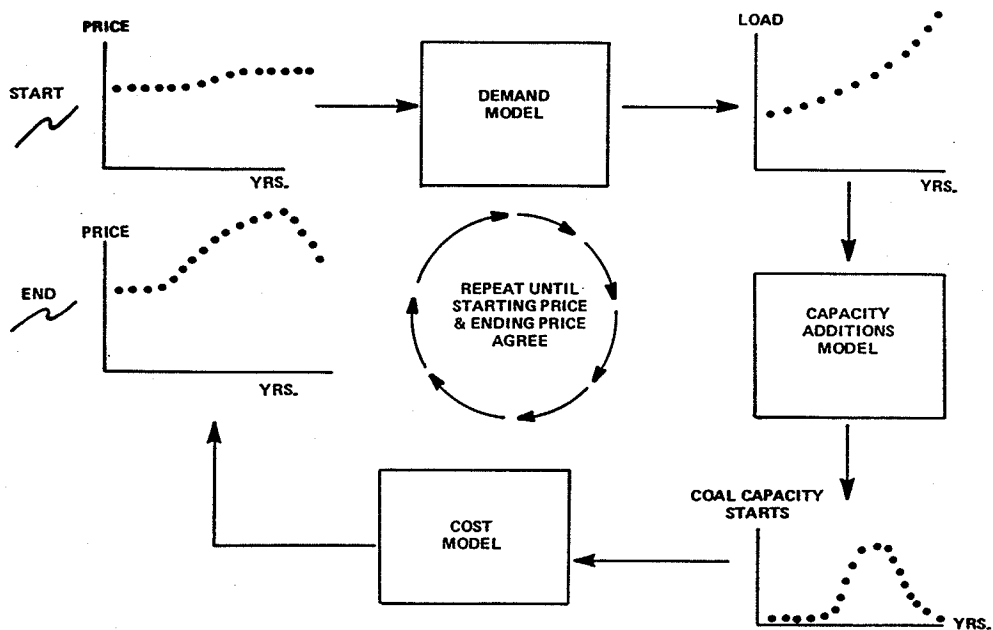 PRICE
START
YRS.
DEMAND
MODEL
LOAD
YRS.
PRICE
END
YRS.
REPEAT UNTIL
STARTING PRICE
& ENDING PRICE
AGREE
CAPACITY
ADDITIONS
MODEL
COAL CAPACITY
STARTS
YRS.
COST
MODEL